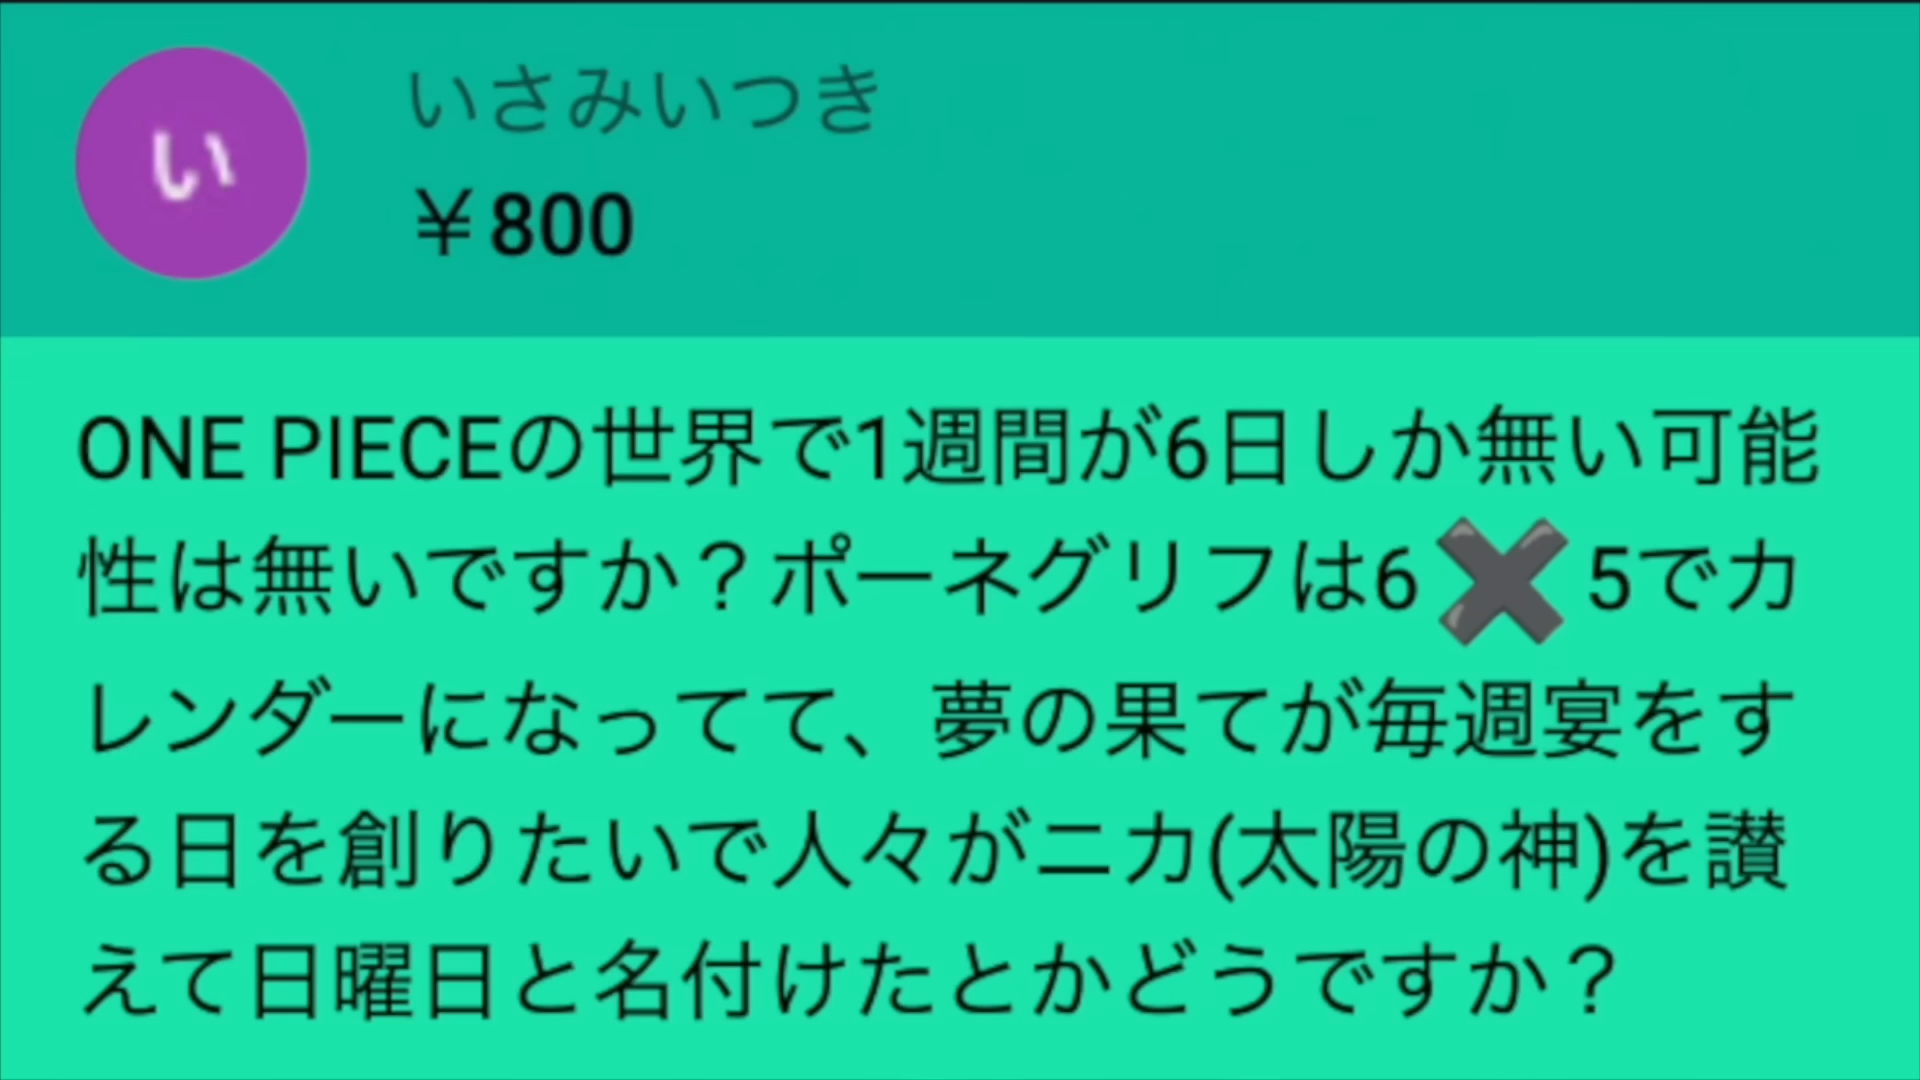 い
いさみいつき
￥800
ONE PIECEの世界で1週間が6日しか無い可能
性は無いですか？ポーネグリフは6✖5でカ
レンダーになってて、夢の果てが毎週宴をす
る日を創りたいで人々がニカ(太陽の神)を讃
えて日曜日と名付けたとかどうですか？